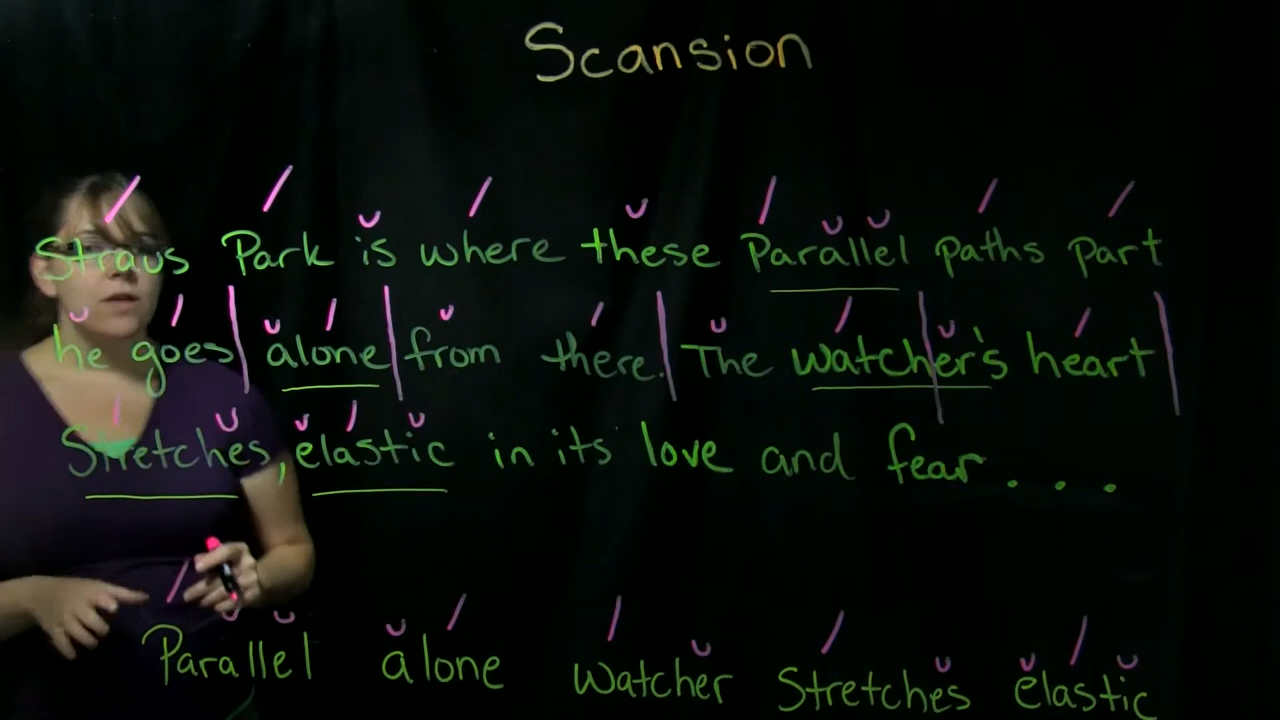 Scansion
Straus Park is where these parallel paths part
he goes alone from there. The watcher's heart
Stretches, elastic in its love and fear . . .
Parallel alone watcher Stretches elastic